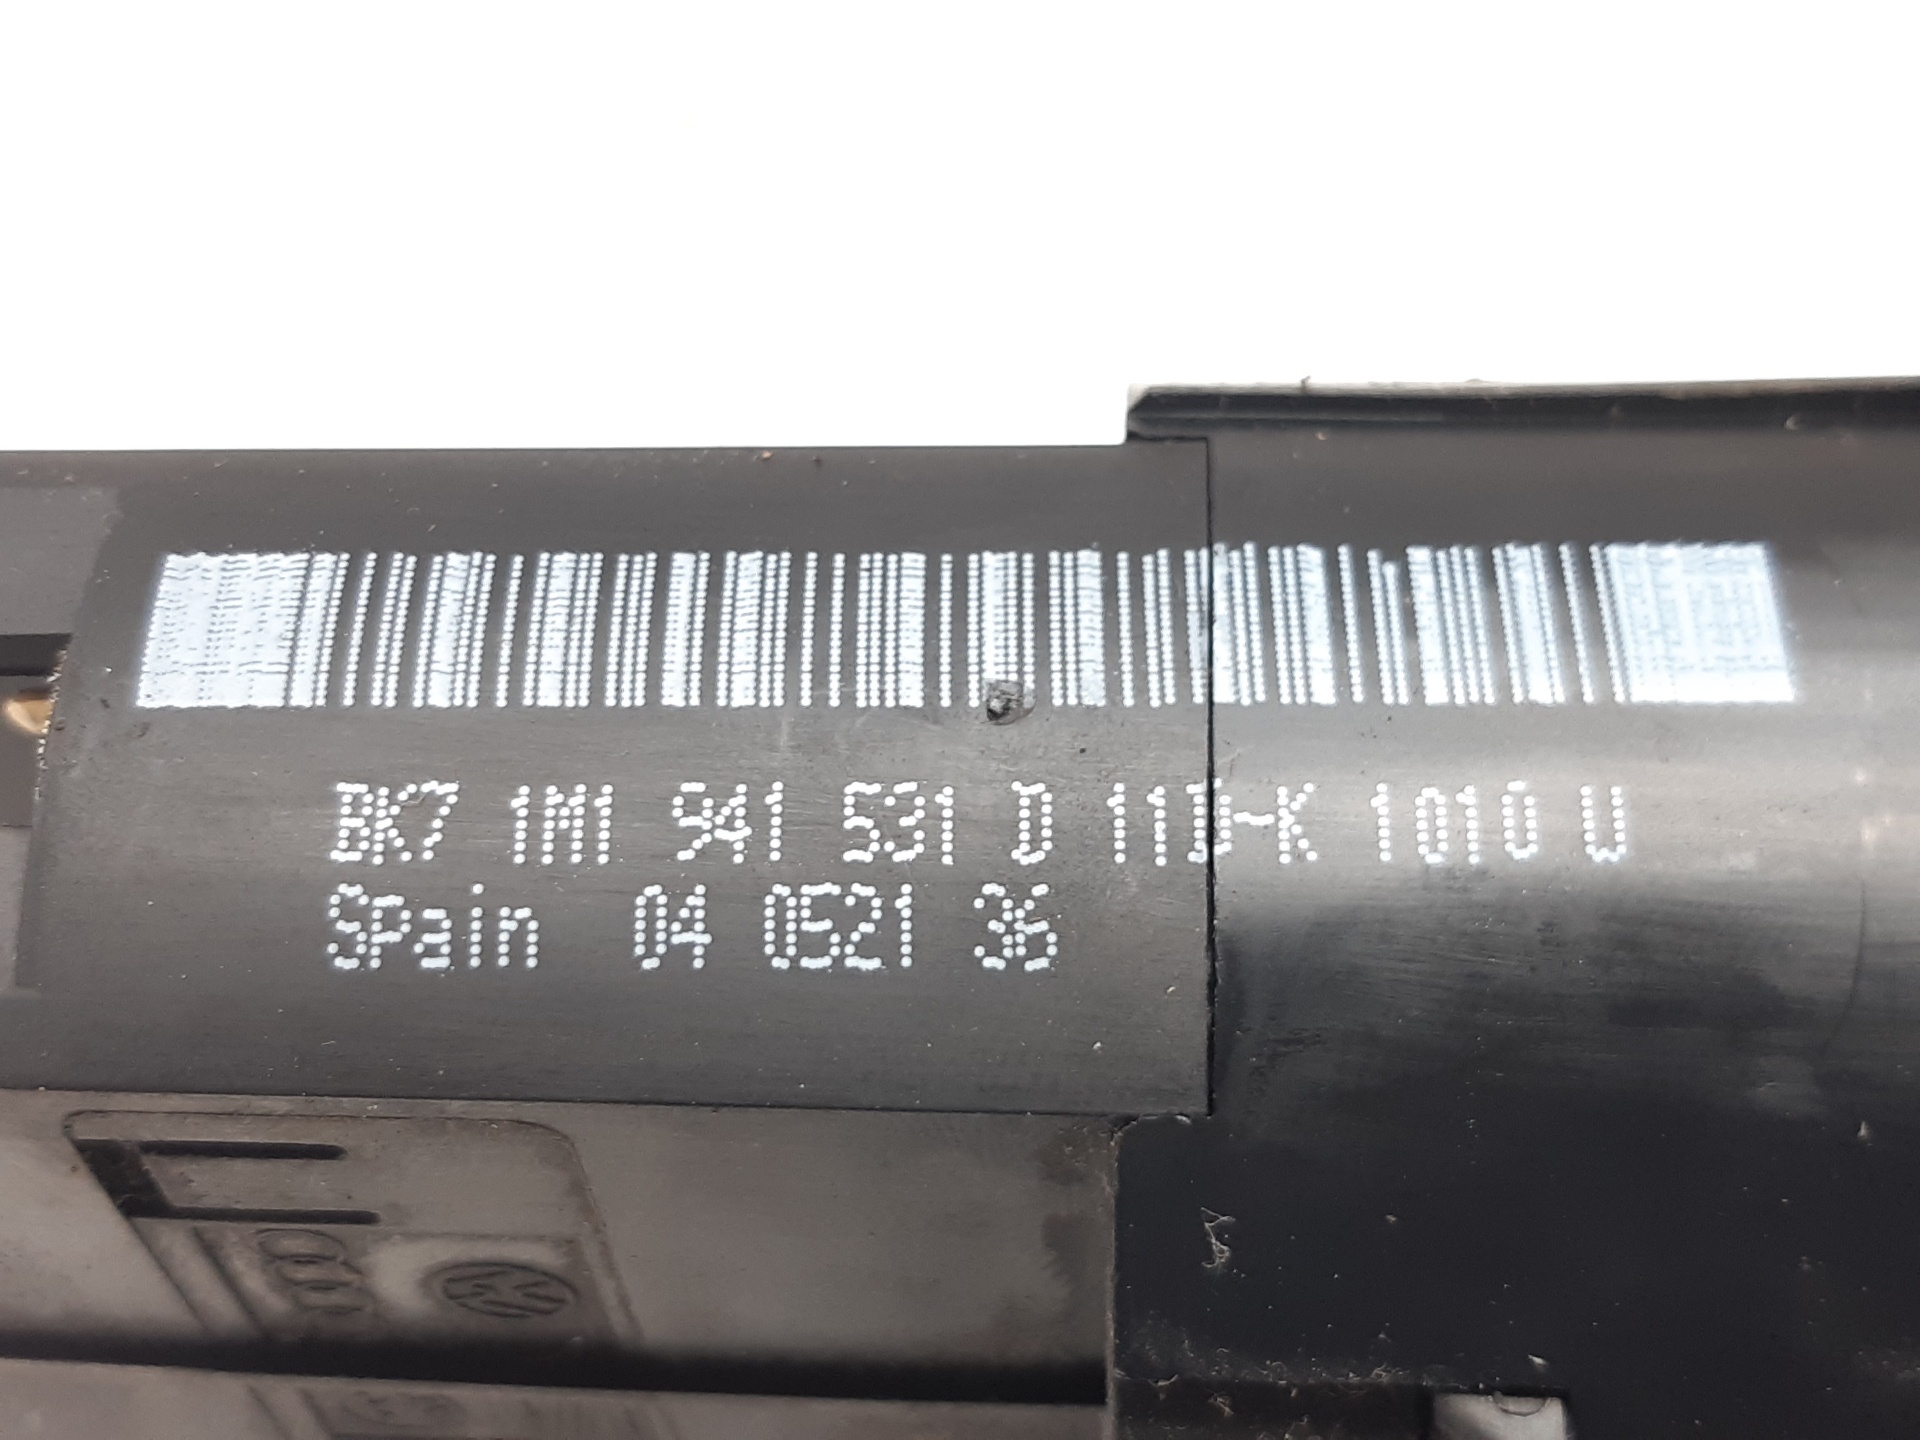 BK7 1M1 941 531 D 11D-K 1010 W
Spain 04 0521 36